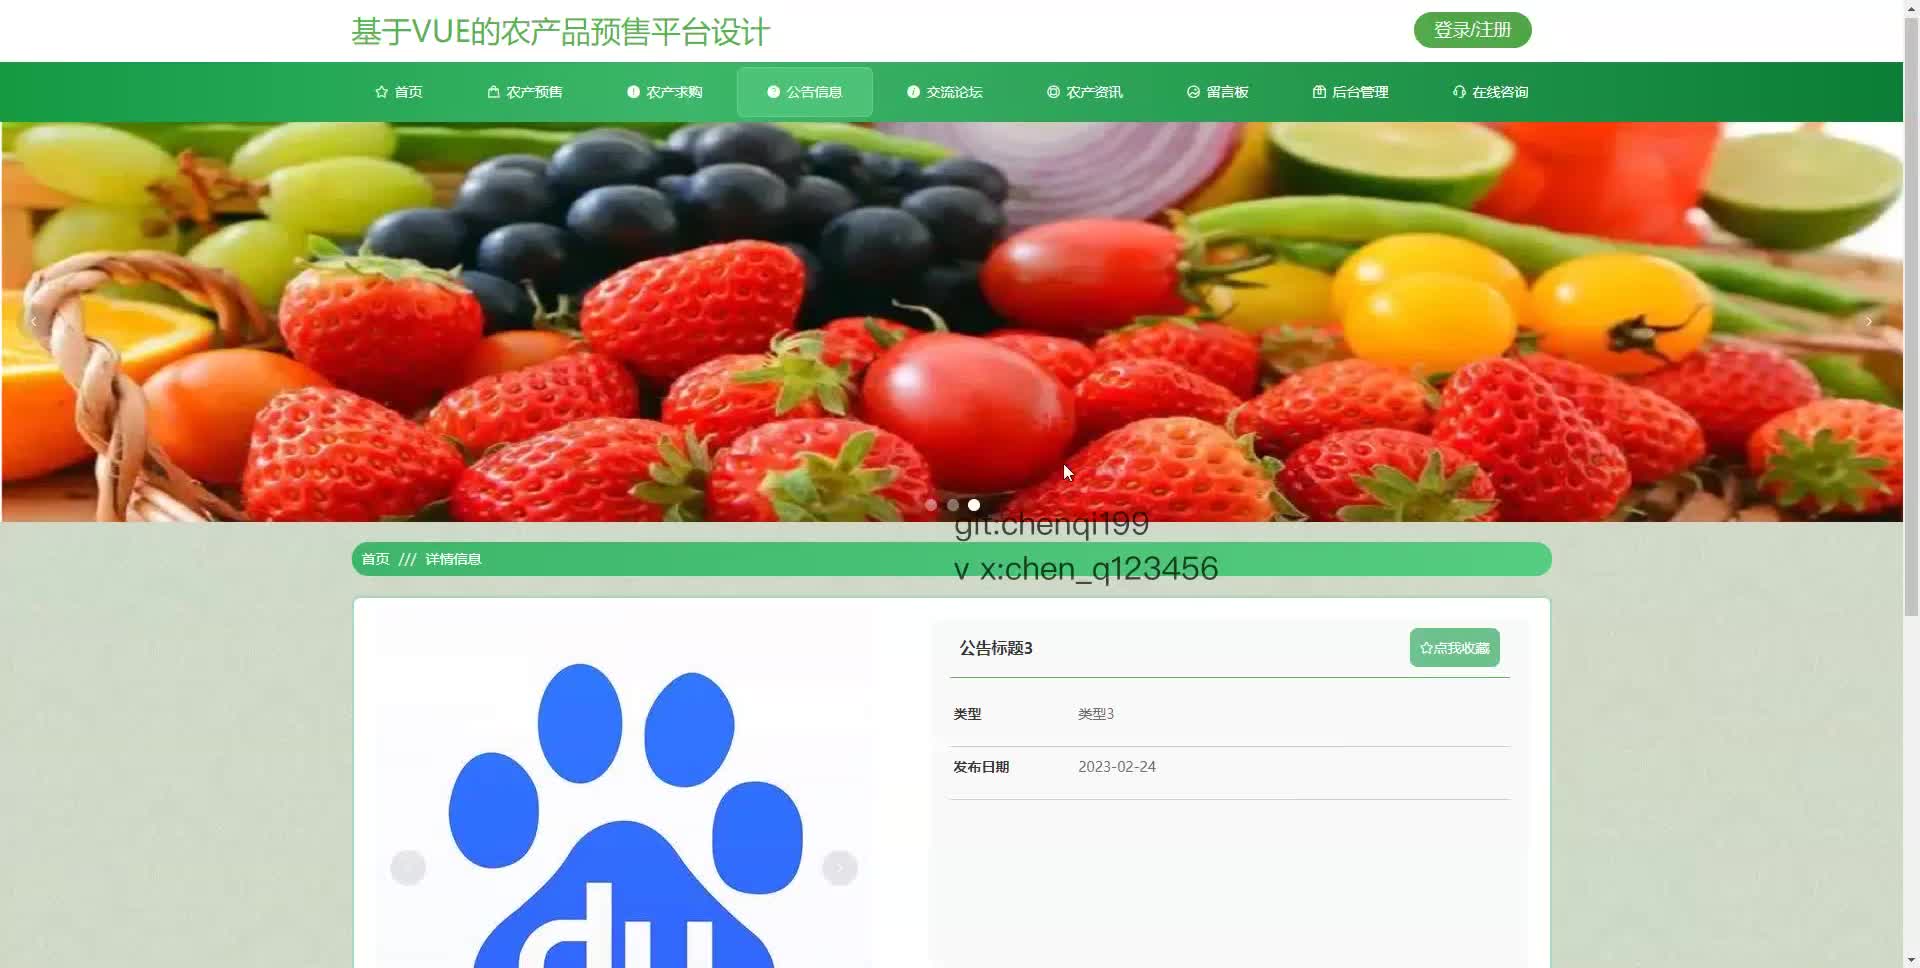 基于VUE的农产品预售平台设计
登录/注册
首页
农产预售
农产求购
公告信息
交流论坛
农产资讯
留言板
后台管理
在线咨询
git:chenqi199
首页 /// 详情信息
v x:chen_q123456
公告标题3
点我收藏
类型 类型3
发布日期 2023-02-24
du